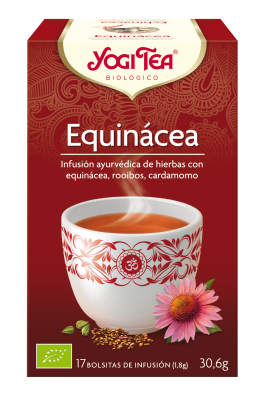 Equinácea
YOGI TEA
BIOLÓGICO
Equinácea
Infusión ayurvédica de hierbas con
equinácea, rooibos, cardamomo
17 BOLSITAS DE INFUSIÓN (1,8g) 30,6g